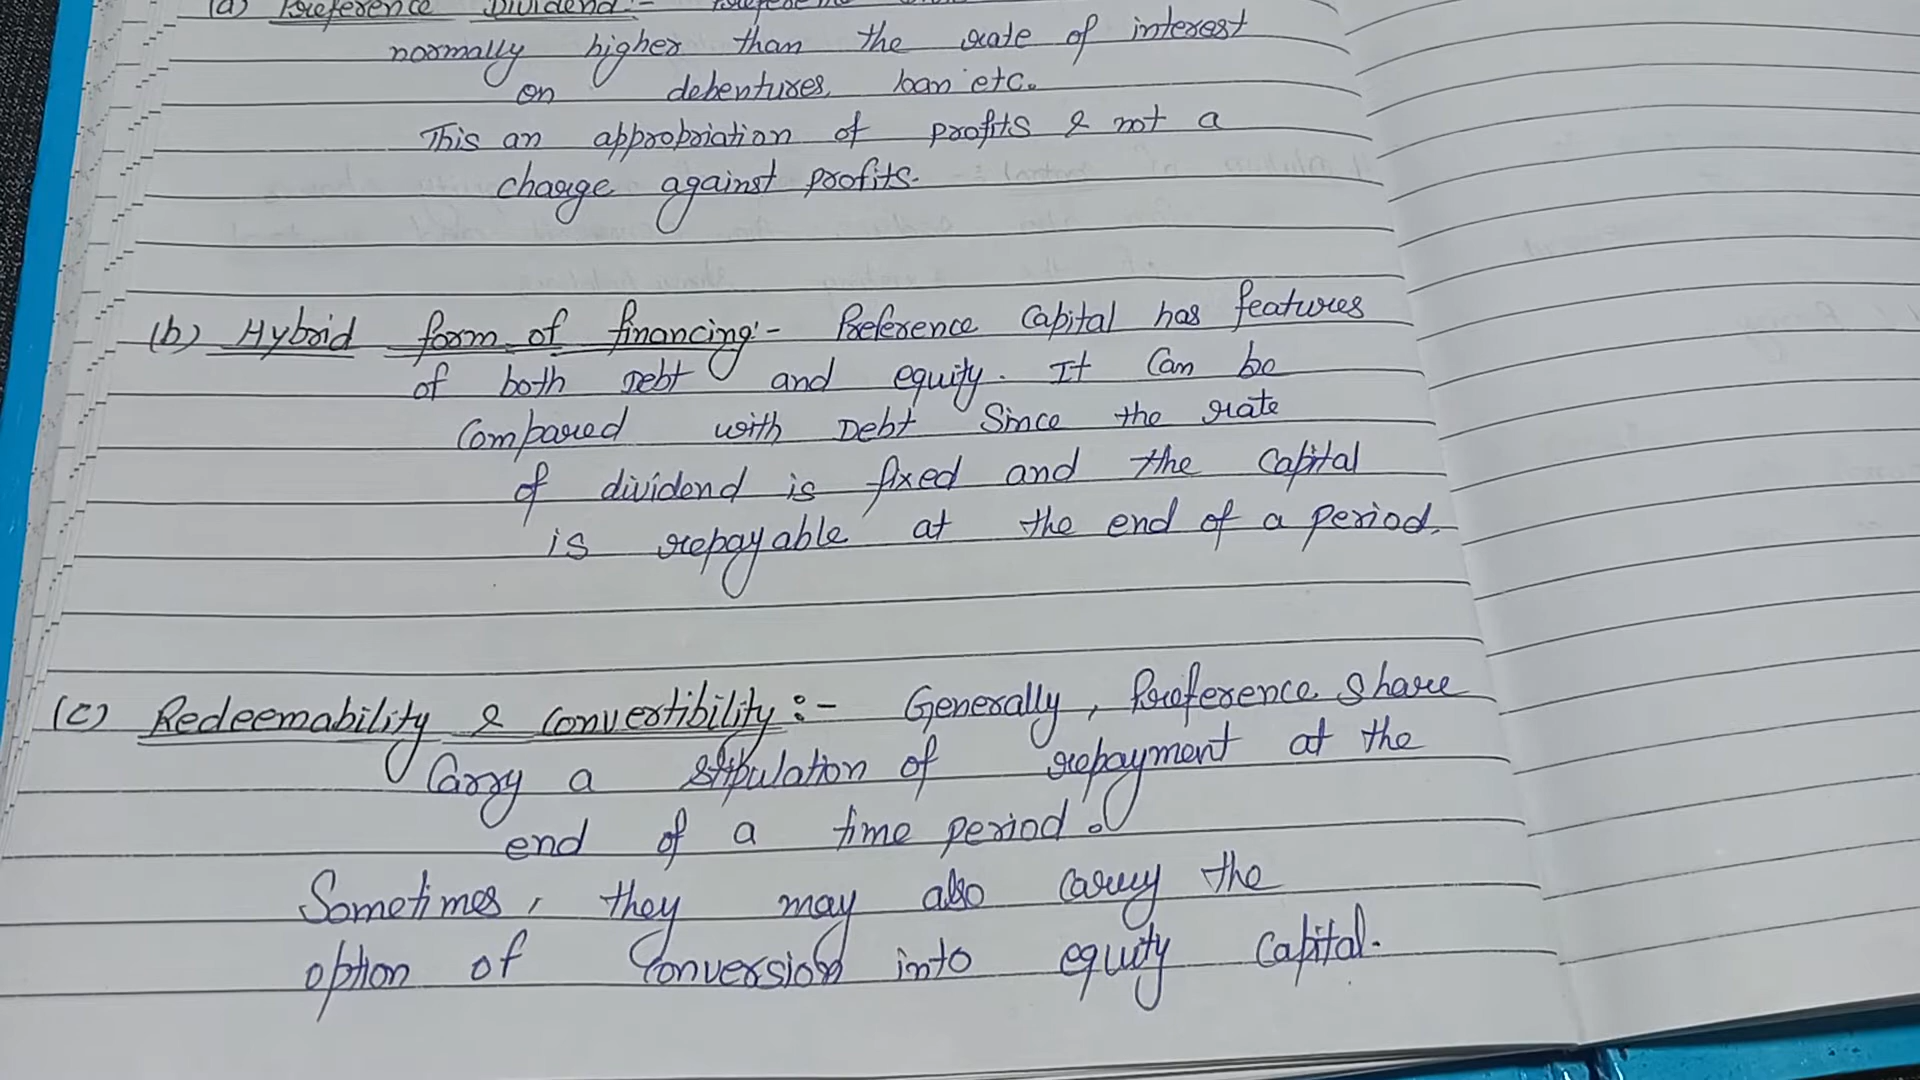 (a) Preference Dividend :-
normally higher than the rate of interest
on debentures, loan etc.
This an appropriation of profits & not a
charge against profits.
(b) Hybrid form of financing :- Preference Capital has features
of both Debt and equity. It Can be
Compared with Debt Since the rate
of dividend is fixed and the Capital
is repayable at the end of a period.
(c) Redeemability & Convertibility :- Generally, Preference Share
Carry a stipulation of repayment at the
end of a time period.
Sometimes, they may also carry the
option of Conversion into equity Capital.